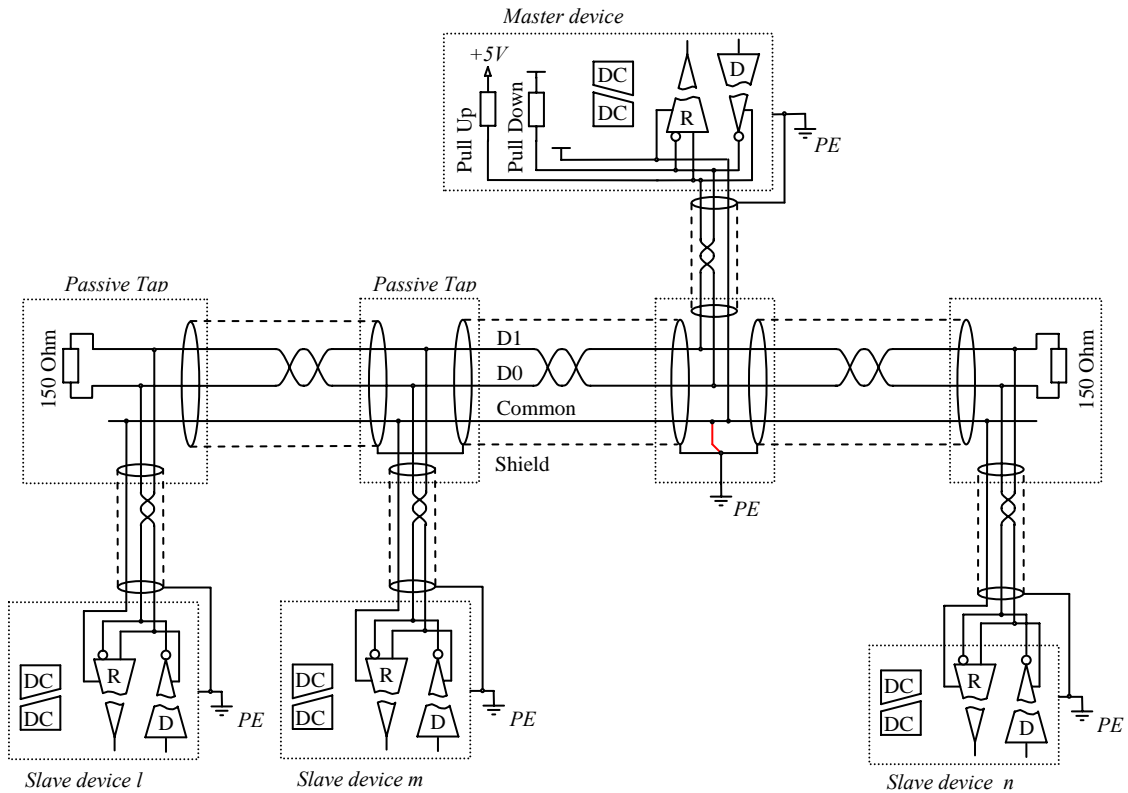 Master device
+5V
Pull Up
Pull Down
DC
DC
R
D
PE
Passive Tap
Passive Tap
150 Ohm
D1
D0
Common
Shield
PE
150 Ohm
DC
DC
R
D
PE
Slave device l
DC
DC
R
D
PE
Slave device m
DC
DC
R
D
PE
Slave device n